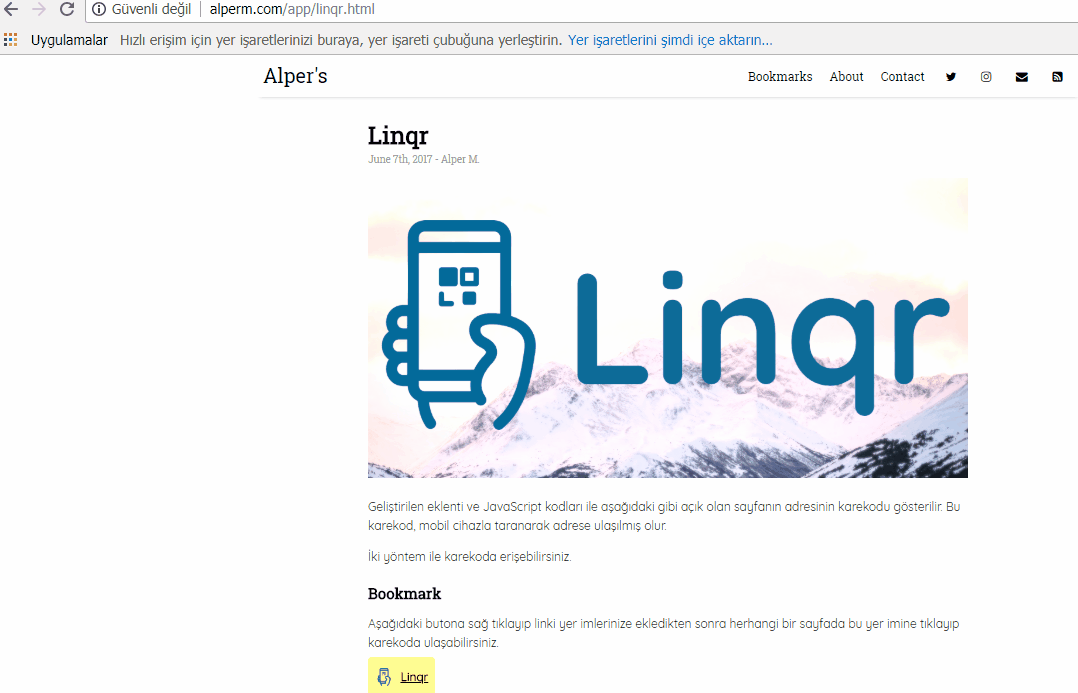 Güvenli değil | alperm.com/app/linqr.html
Uygulamalar Hızlı erişim için yer işaretlerinizi buraya, yer işareti çubuğuna yerleştirin. Yer işaretlerini şimdi içe aktarın...
Alper's Bookmarks About Contact
Linqr
June 7th, 2017 - Alper M.
Linqr
Geliştirilen eklenti ve JavaScript kodları ile aşağıdaki gibi açık olan sayfanın adresinin karekodu gösterilir. Bu
karekod, mobil cihazla taranarak adrese ulaşılmış olur.
İki yöntem ile karekoda erişebilirsiniz.
Bookmark
Aşağıdaki butona sağ tıklayıp linki yer imlerinize ekledikten sonra herhangi bir sayfada bu yer imine tıklayıp
karekoda ulaşabilirsiniz.
Linqr